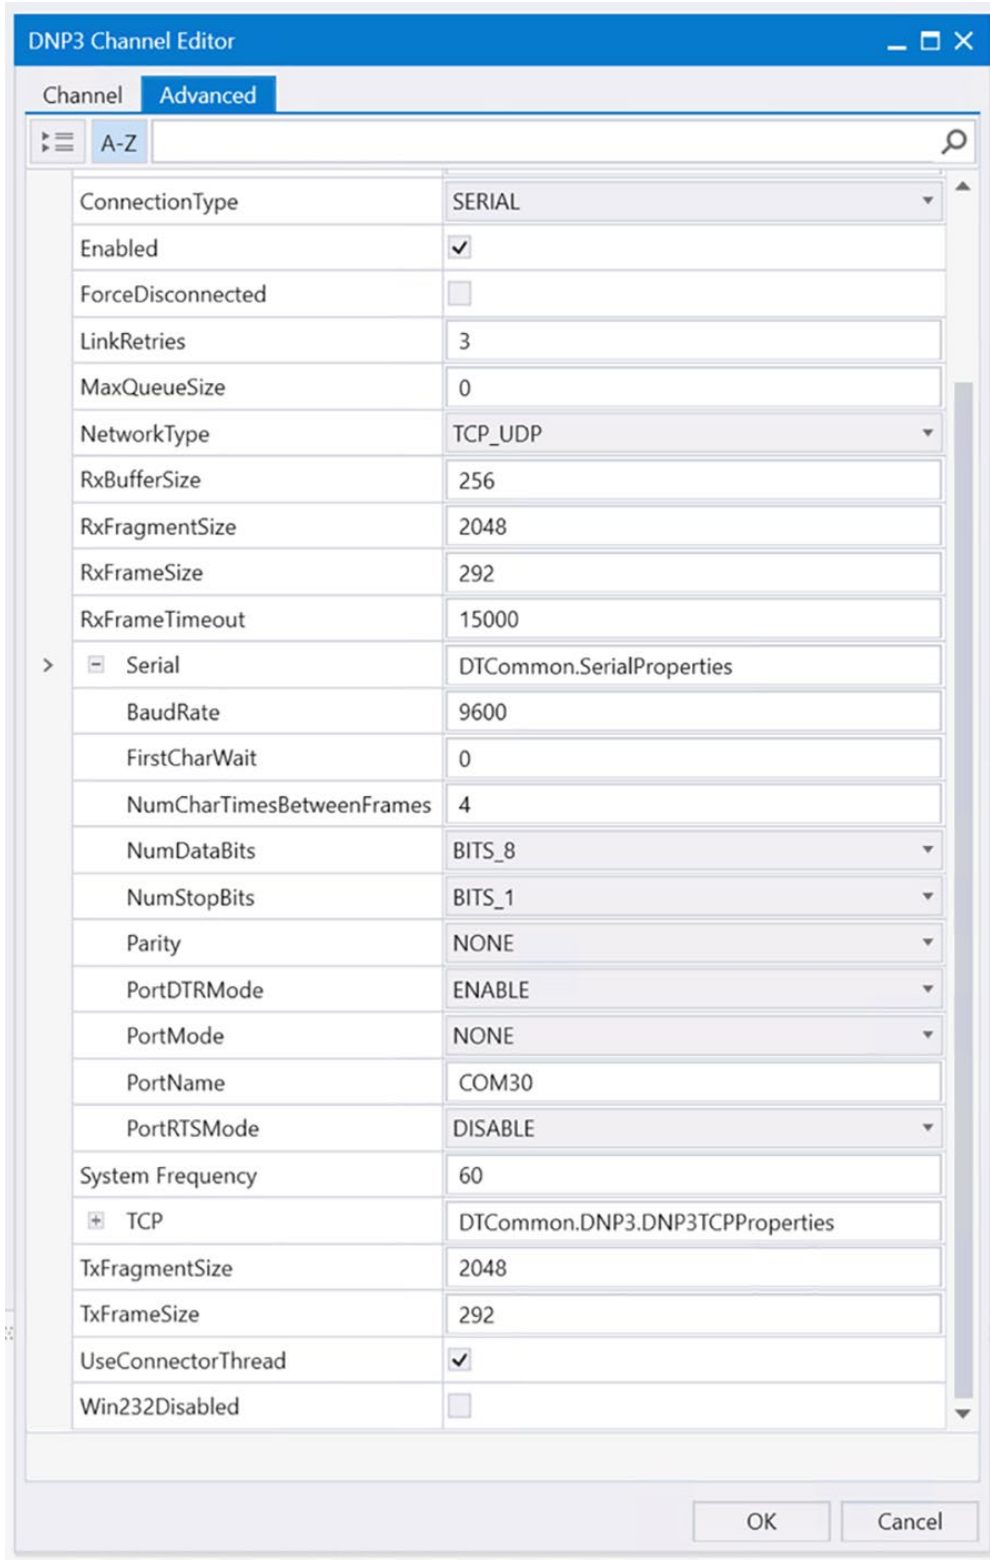 DNP3 Channel Editor
Channel Advanced
A-Z
ConnectionType SERIAL
Enabled
ForceDisconnected
LinkRetries 3
MaxQueueSize 0
NetworkType TCP_UDP
RxBufferSize 256
RxFragmentSize 2048
RxFrameSize 292
RxFrameTimeout 15000
Serial DTCommon.SerialProperties
BaudRate 9600
FirstCharWait 0
NumCharTimesBetweenFrames 4
NumDataBits BITS_8
NumStopBits BITS_1
Parity NONE
PortDTRMode ENABLE
PortMode NONE
PortName COM30
PortRTSMode DISABLE
System Frequency 60
TCP DTCommon.DNP3.DNP3TCPProperties
TxFragmentSize 2048
TxFrameSize 292
UseConnectorThread
Win232Disabled
OK Cancel